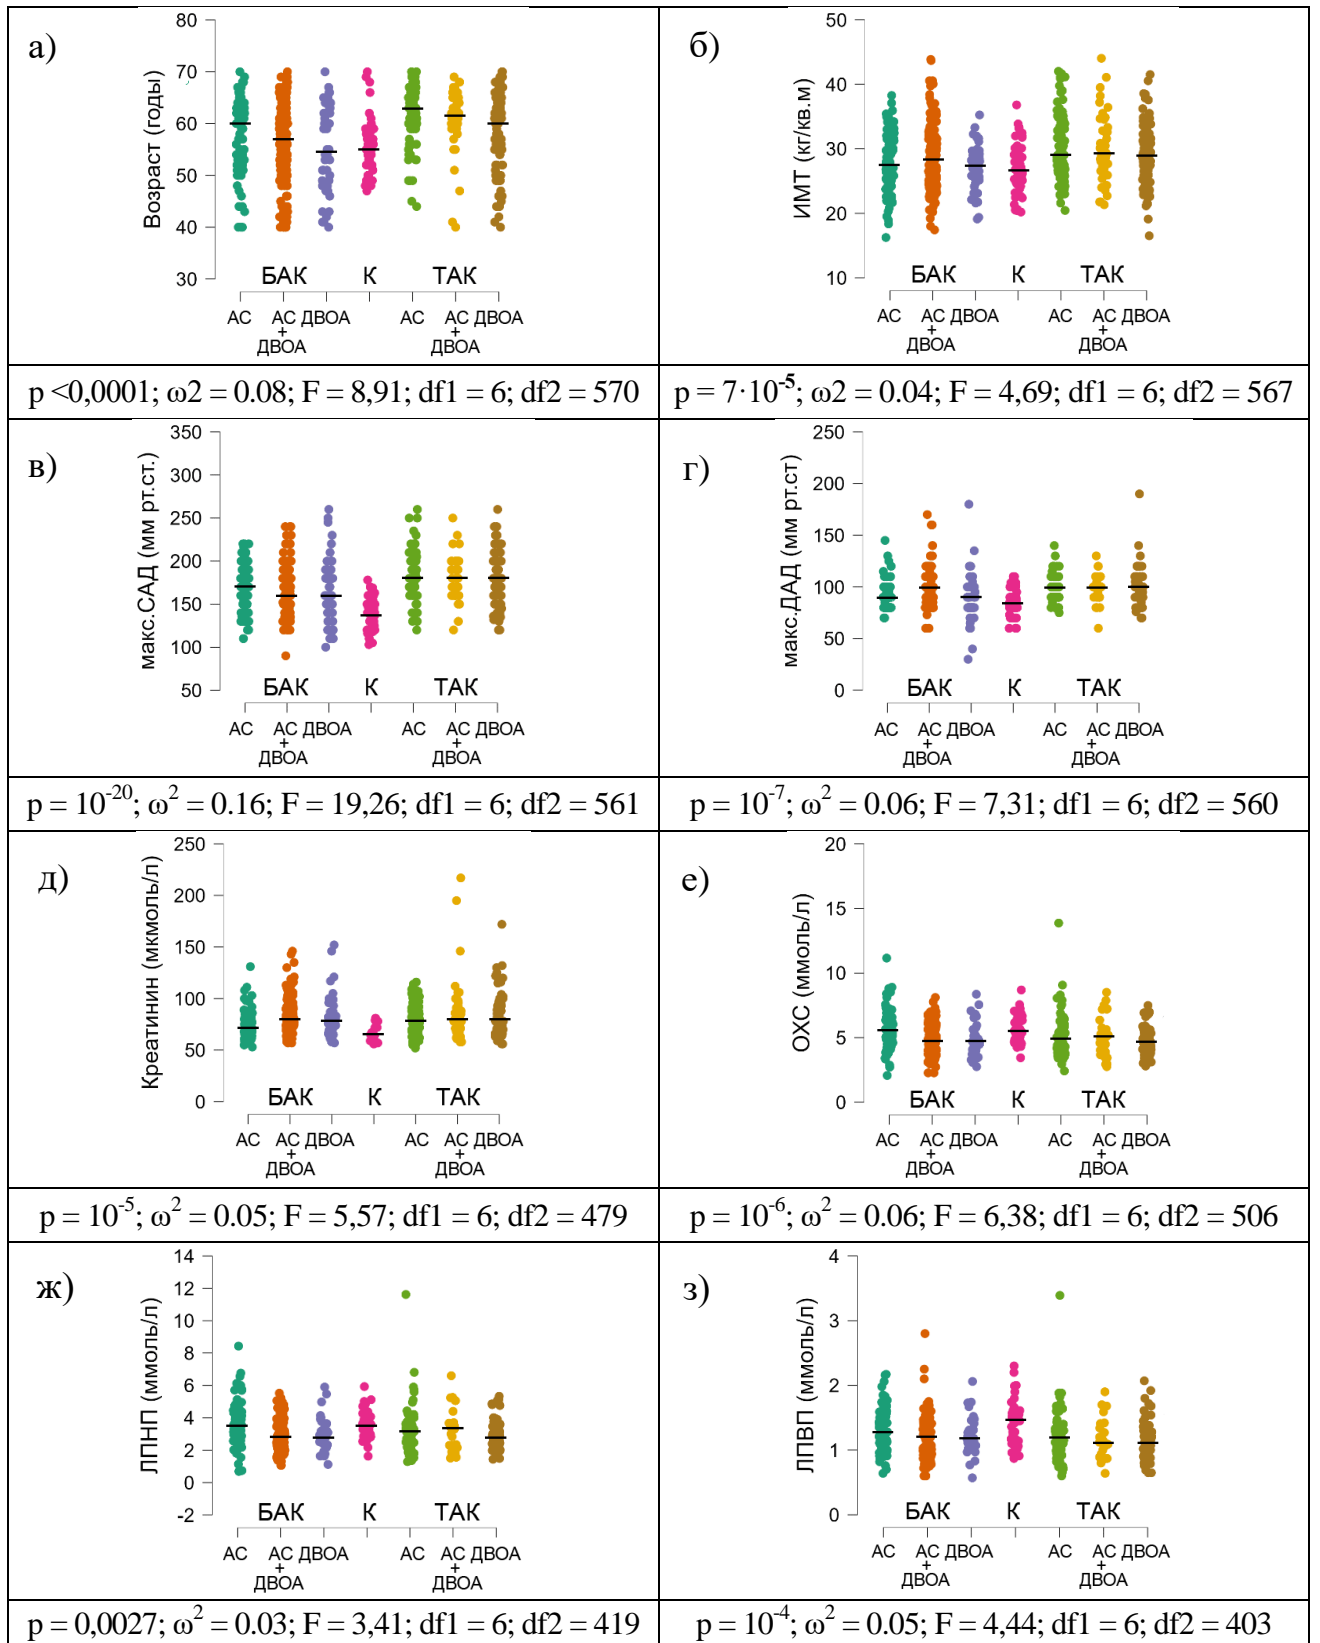 а)
Возраст (годы)
80
70
60
50
40
30
БАК К ТАК
АС АС ДВОА АС АС ДВОА
+ +
ДВОА ДВОА
б)
ИМТ (кг/кв.м)
50
40
30
20
10
БАК К ТАК
АС АС ДВОА АС АС ДВОА
+ +
ДВОА ДВОА
p <0,0001; ω2 = 0.08; F = 8,91; df1 = 6; df2 = 570
p = 7·10⁻⁵; ω2 = 0.04; F = 4,69; df1 = 6; df2 = 567
в)
макс.САД (мм рт.ст.)
350
300
250
200
150
100
50
БАК К ТАК
АС АС ДВОА АС АС ДВОА
+ +
ДВОА ДВОА
г)
макс.ДАД (мм рт.ст)
250
200
150
100
50
0
БАК К ТАК
АС АС ДВОА АС АС ДВОА
+ +
ДВОА ДВОА
p = 10⁻²⁰; ω² = 0.16; F = 19,26; df1 = 6; df2 = 561
p = 10⁻⁷; ω² = 0.06; F = 7,31; df1 = 6; df2 = 560
д)
Креатинин (мкмоль/л)
250
200
150
100
50
0
БАК К ТАК
АС АС ДВОА АС АС ДВОА
+ +
ДВОА ДВОА
е)
ОХС (ммоль/л)
20
15
10
5
0
БАК К ТАК
АС АС ДВОА АС АС ДВОА
+ +
ДВОА ДВОА
p = 10⁻⁵; ω² = 0.05; F = 5,57; df1 = 6; df2 = 479
p = 10⁻⁶; ω² = 0.06; F = 6,38; df1 = 6; df2 = 506
ж)
ЛПНП (ммоль/л)
14
12
10
8
6
4
2
0
-2
БАК К ТАК
АС АС ДВОА АС АС ДВОА
+ +
ДВОА ДВОА
з)
ЛПВП (ммоль/л)
4
3
2
1
0
БАК К ТАК
АС АС ДВОА АС АС ДВОА
+ +
ДВОА ДВОА
p = 0,0027; ω² = 0.03; F = 3,41; df1 = 6; df2 = 419
p = 10⁻⁴; ω² = 0.05; F = 4,44; df1 = 6; df2 = 403